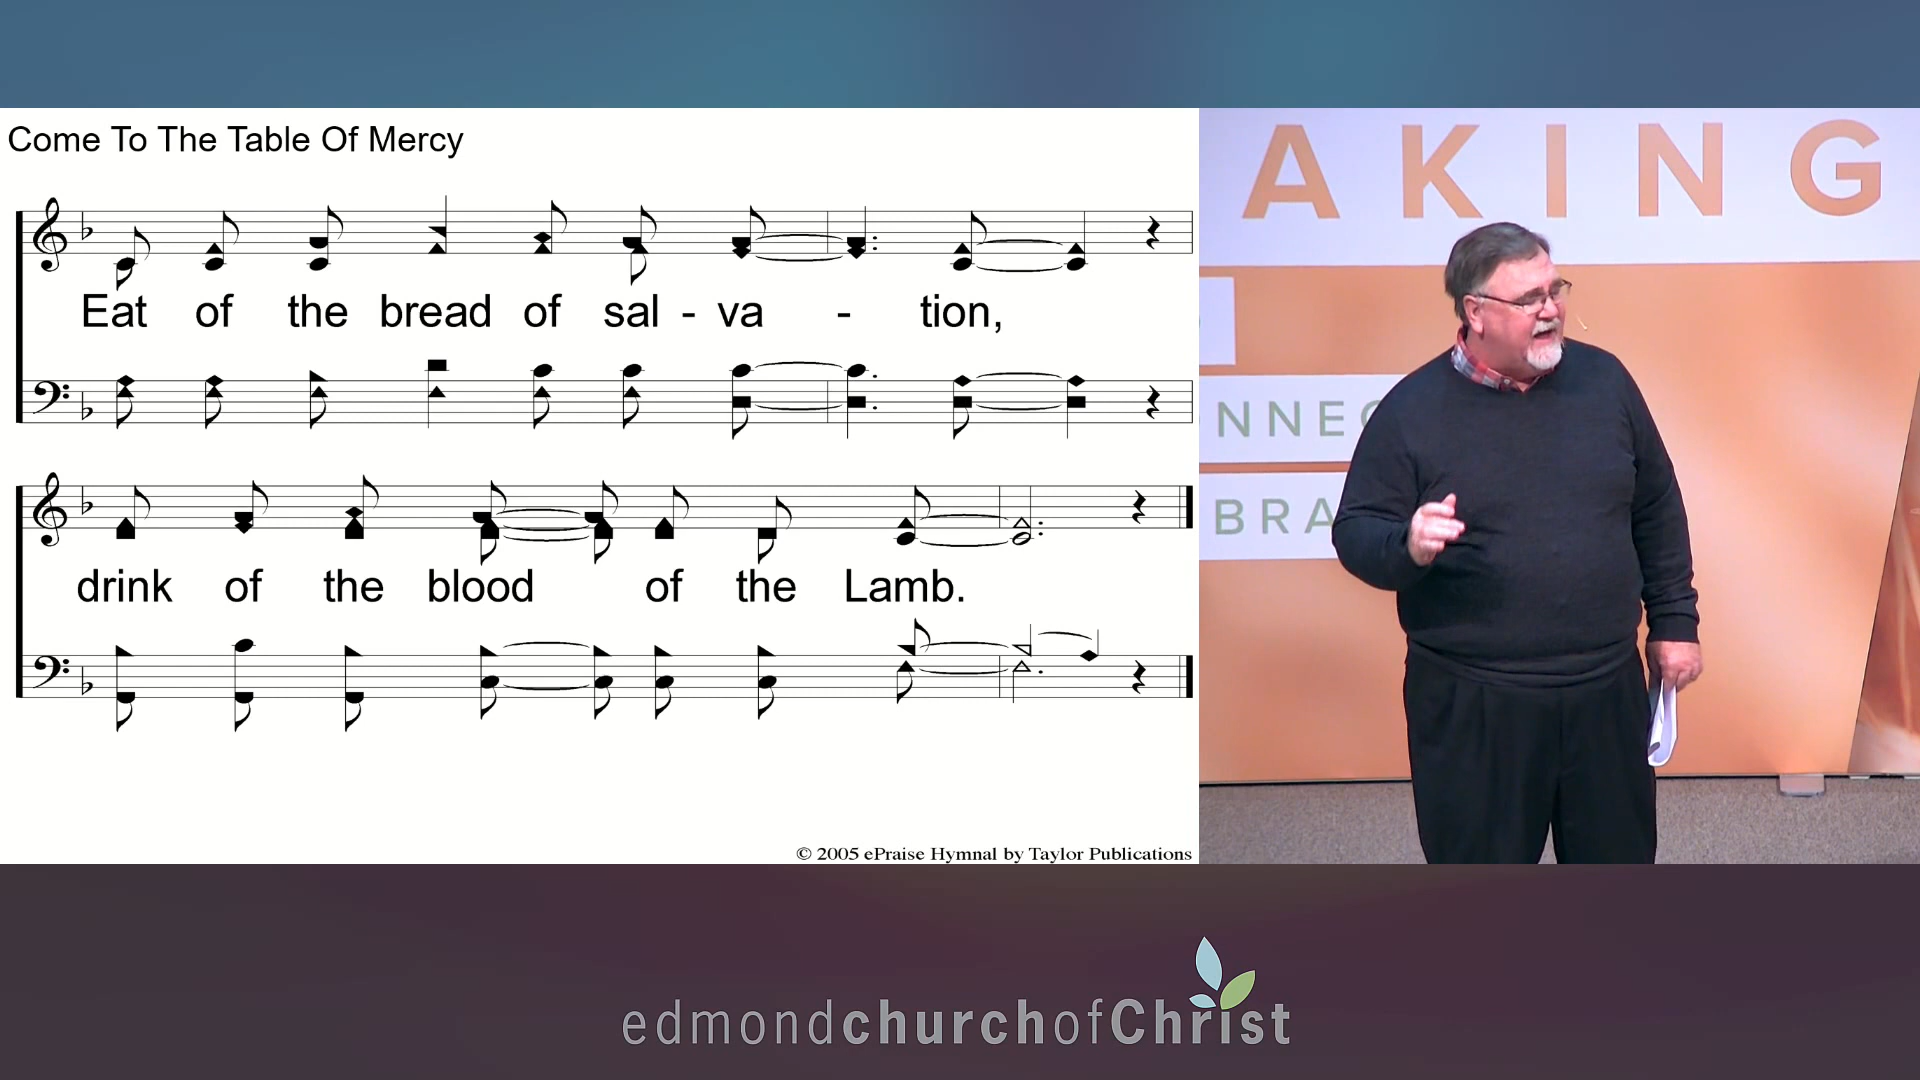 Come To The Table Of Mercy
Eat of the bread of sal - va - tion,
drink of the blood of the Lamb.
© 2005 ePraise Hymnal by Taylor Publications
AKING
NNEC
BRA
edmondchurchofChrist